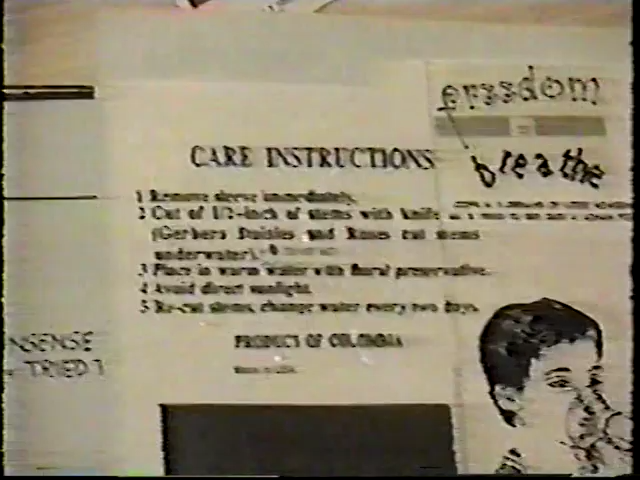 CARE INSTRUCTIONS
1 Remove sleeve immediately.
2 Cut of 1/2-inch of stems with knife
(Gerbera Daisies and Roses cut stems
underwater).
3 Place in warm water with floral preservative.
4 Avoid direct sunlight.
5 Re-cut stems, change water every two days.
PRODUCT OF COLOMBIA
breathe
NSENSE
TRIED